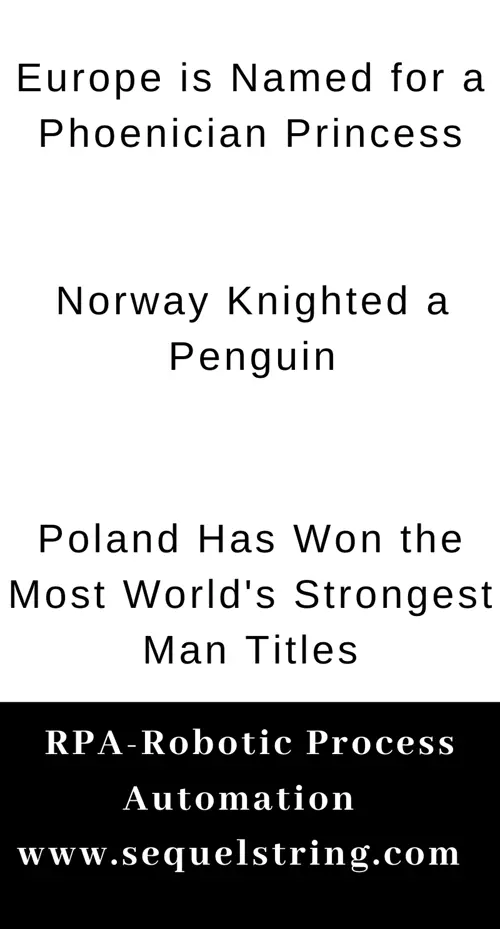 Europe is Named for a
Phoenician Princess
Norway Knighted a
Penguin
Poland Has Won the
Most World's Strongest
Man Titles
RPA-Robotic Process
Automation
www.sequelstring.com